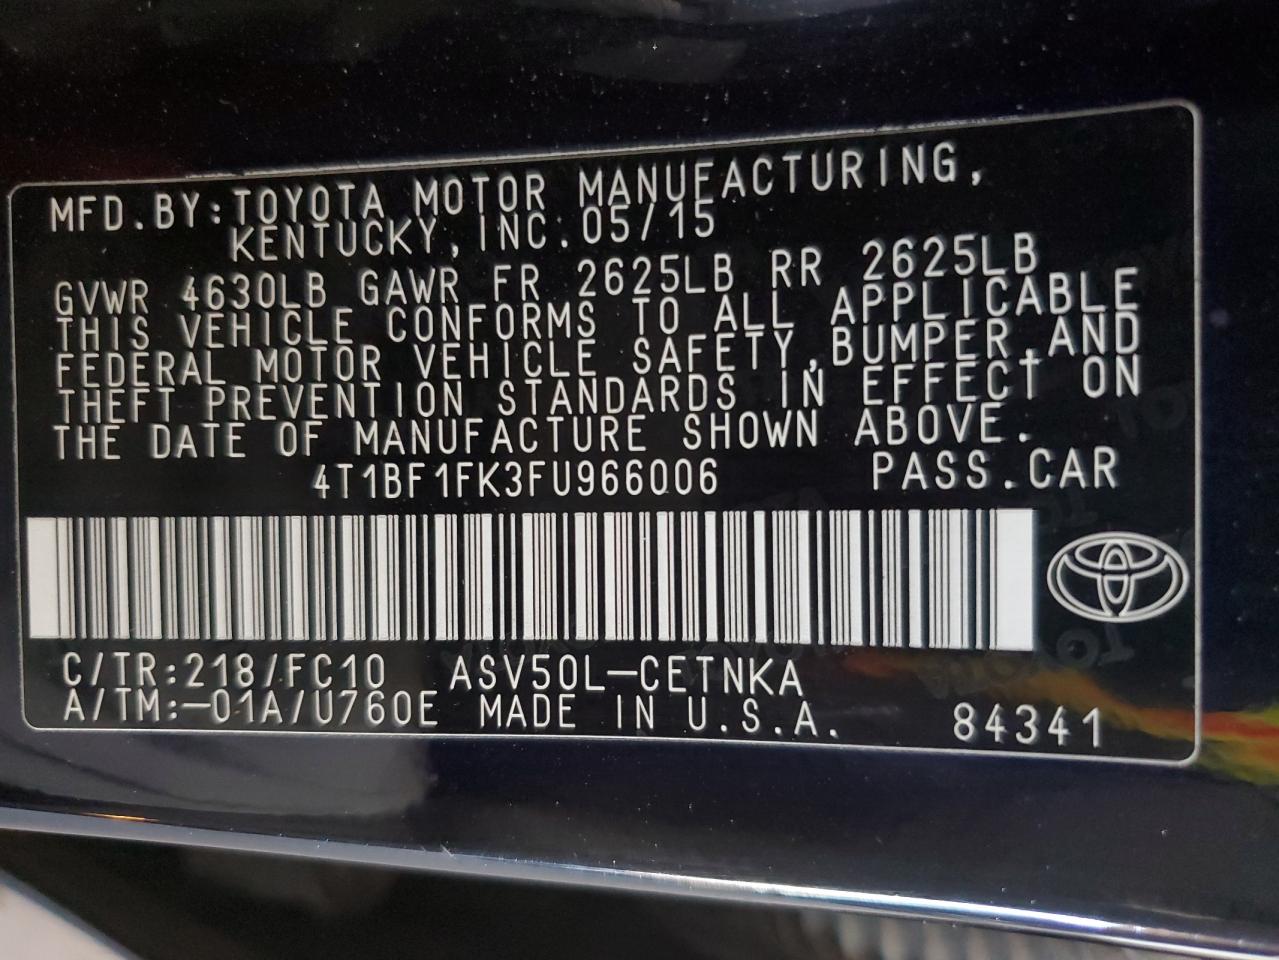 MFD.BY:TOYOTA MOTOR MANUFACTURING,
KENTUCKY,INC.05/15
GVWR 4630LB GAWR FR 2625LB RR 2625LB
THIS VEHICLE CONFORMS TO ALL APPLICABLE
FEDERAL MOTOR VEHICLE SAFETY,BUMPER,AND
THEFT PREVENTION STANDARDS IN EFFECT ON
THE DATE OF MANUFACTURE SHOWN ABOVE.
4T1BF1FK3FU966006 PASS.CAR
C/TR:218/FC10 ASV50L-CETNKA
A/TM:-01A/U760E MADE IN U.S.A. 84341